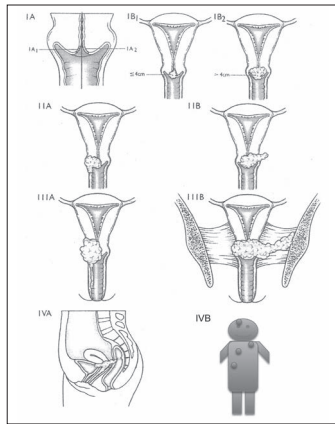 IA IB₁ IB₂
IA₁ IA₂ ≤4cm >4cm
IIA IIB
IIIA IIIB
IVA IVB